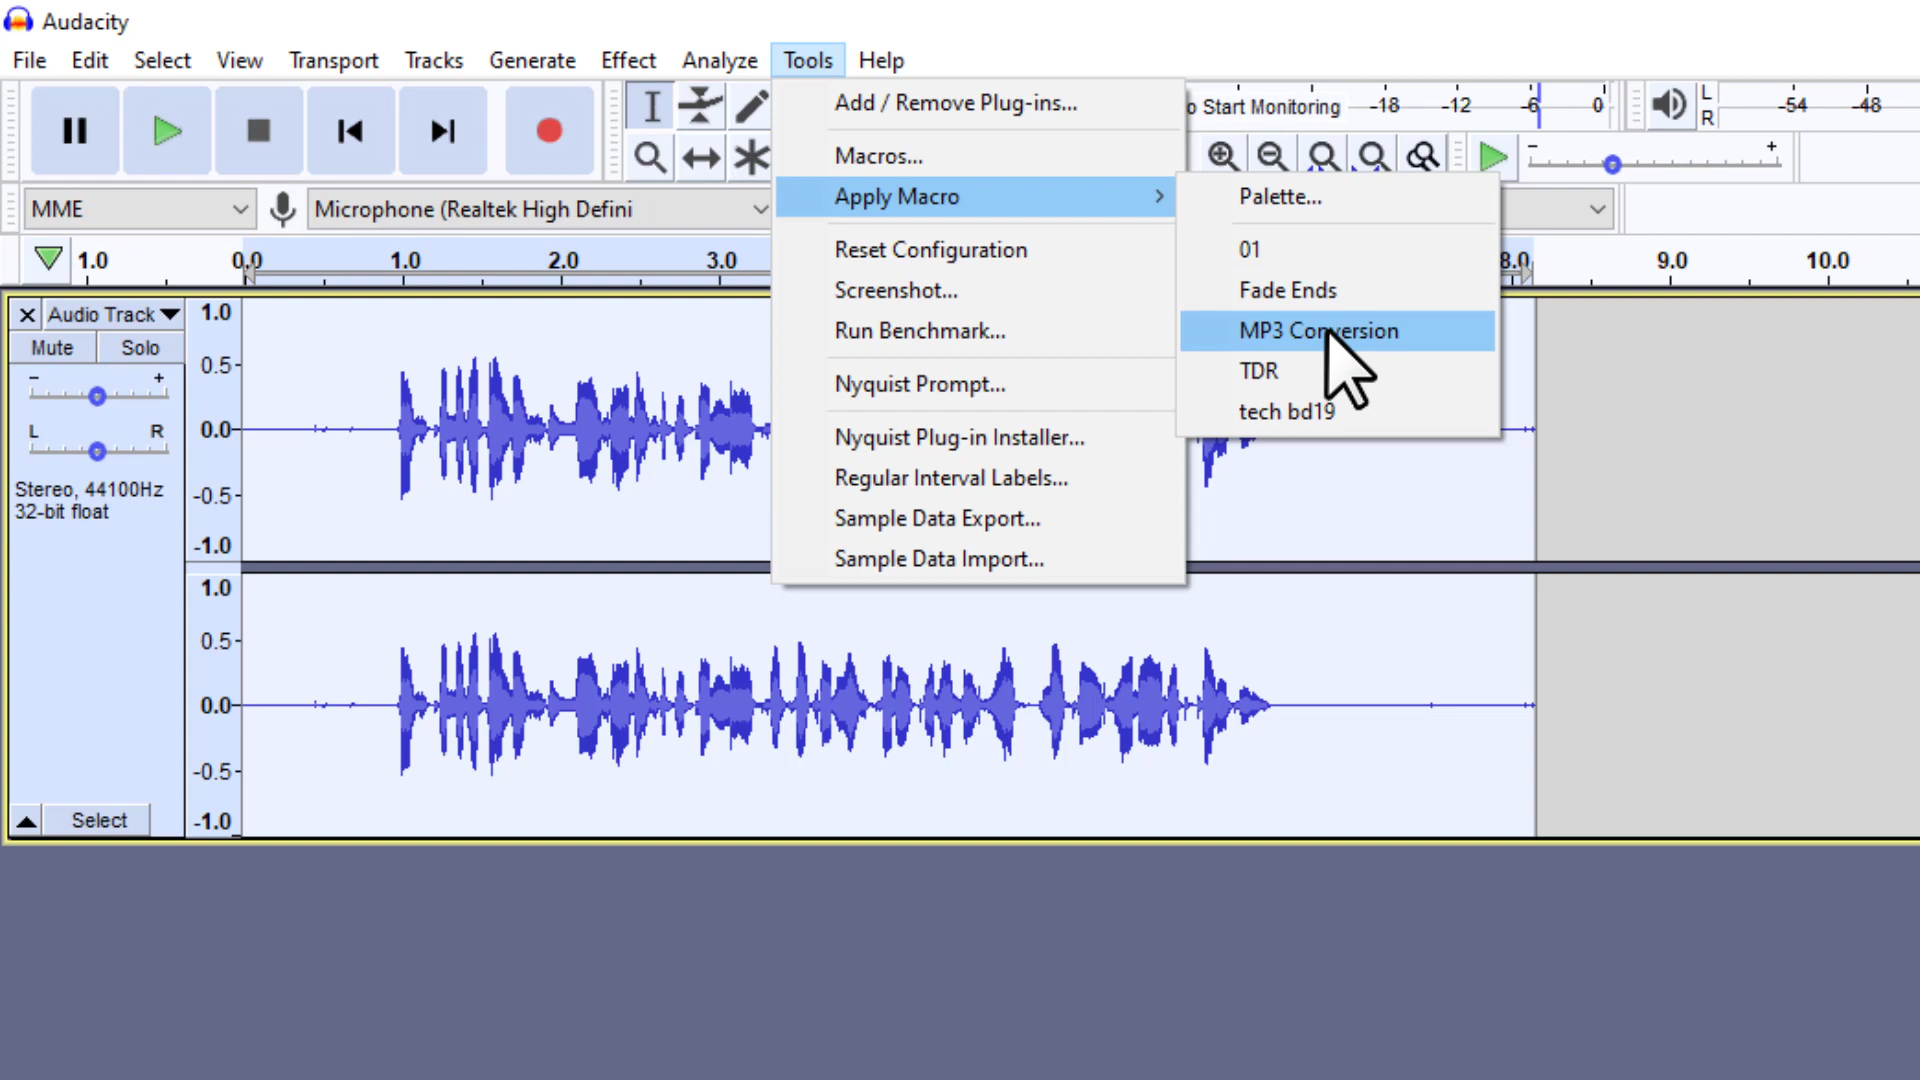 Audacity
File Edit Select View Transport Tracks Generate Effect Analyze Tools Help
Add / Remove Plug-ins...
Macros...
Apply Macro
Reset Configuration
Screenshot...
Run Benchmark...
Nyquist Prompt...
Nyquist Plug-in Installer...
Regular Interval Labels...
Sample Data Export...
Sample Data Import...
Palette...
01
Fade Ends
MP3 Conversion
TDR
tech bd19
o Start Monitoring -18 -12 -6 0
L
R
-54 -48
- +
MME
Microphone (Realtek High Defini
1.0 0.0 1.0 2.0 3.0 8.0 9.0 10.0
Audio Track
Mute Solo
- +
L R
Stereo, 44100Hz
32-bit float
Select
1.0
0.5-
0.0-
-0.5-
-1.0
1.0
0.5-
0.0-
-0.5-
-1.0